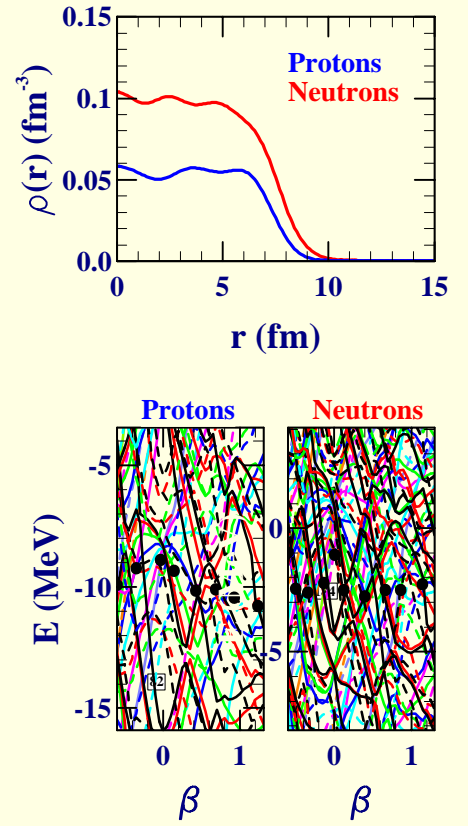 ρ(r) (fm⁻³)
0.15
0.1
0.05
0.0
Protons
Neutrons
0 5 10 15
r (fm)
Protons Neutrons
E (MeV)
-5
-10
-15
82
0
-5
0 1
0 1
β β